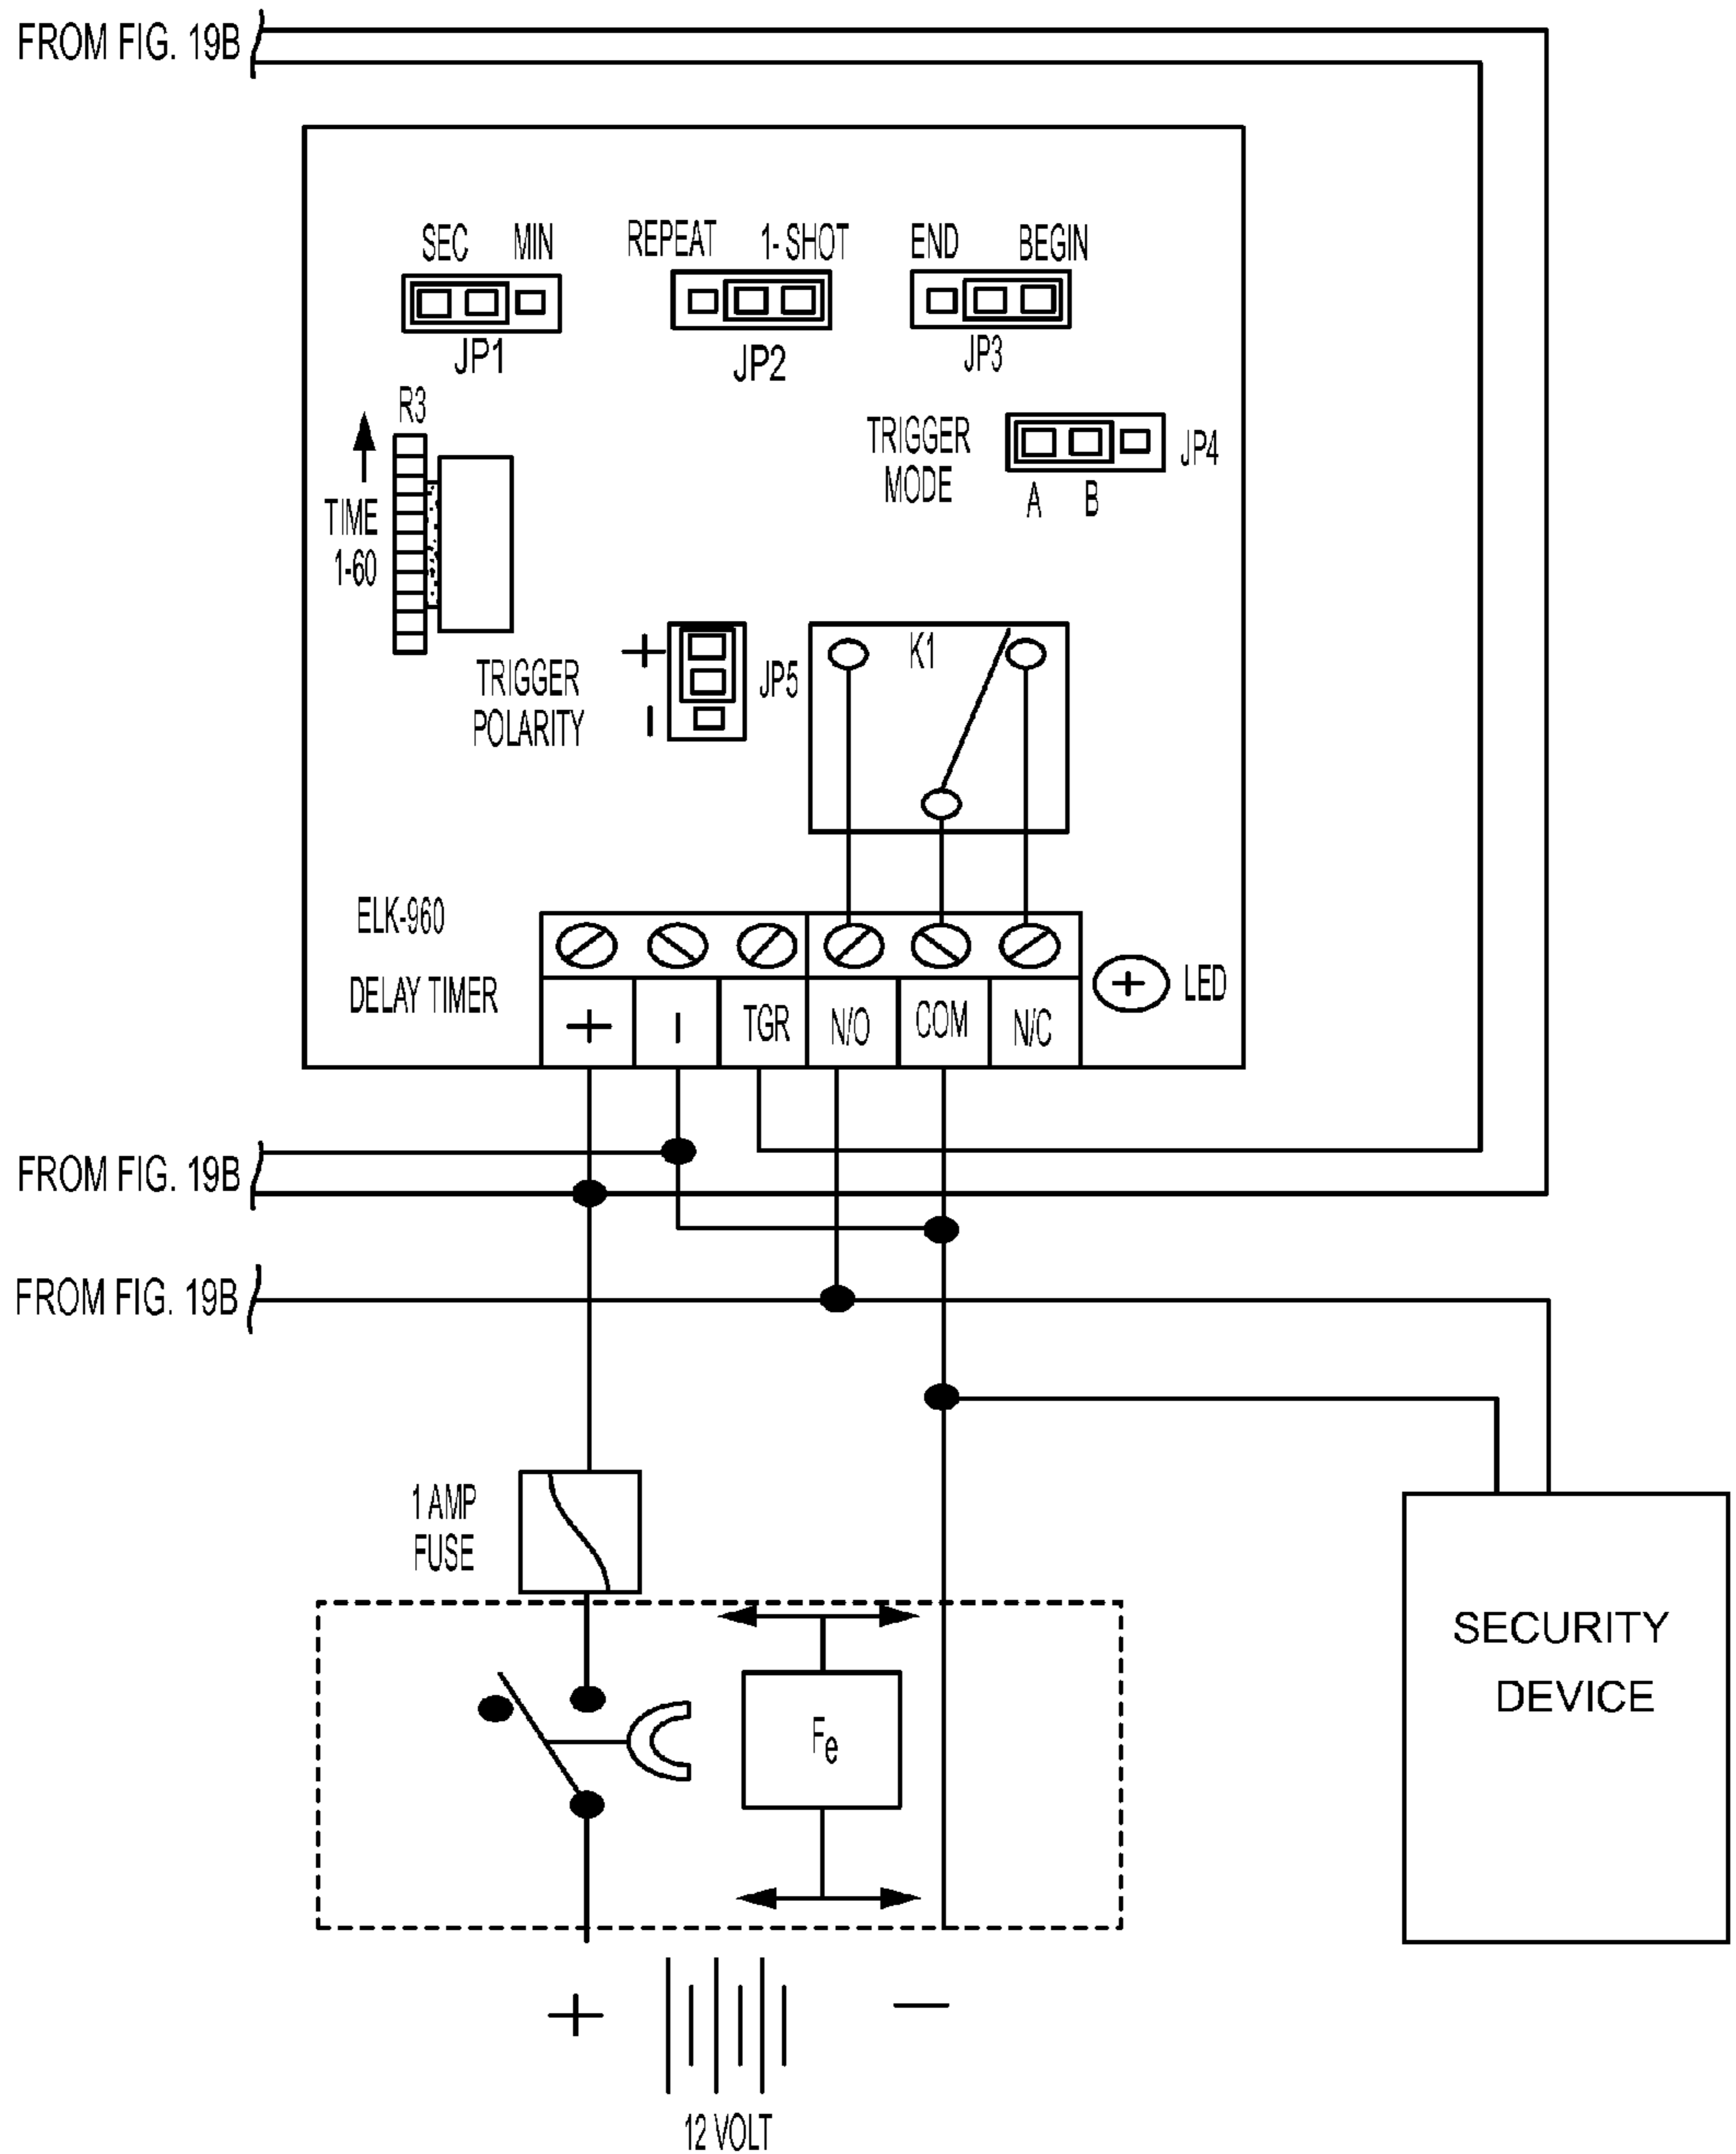 FROM FIG. 19B
SEC MIN
REPEAT 1- SHOT
END BEGIN
JP1
JP2
JP3
R3
TIME
1-60
TRIGGER
MODE
JP4
A B
+
−
TRIGGER
POLARITY
JP5
K1
ELK-960
DELAY TIMER
+ − TGR N/O COM N/C
+ LED
FROM FIG. 19B
FROM FIG. 19B
1 AMP
FUSE
Fe
SECURITY
DEVICE
+ −
12 VOLT